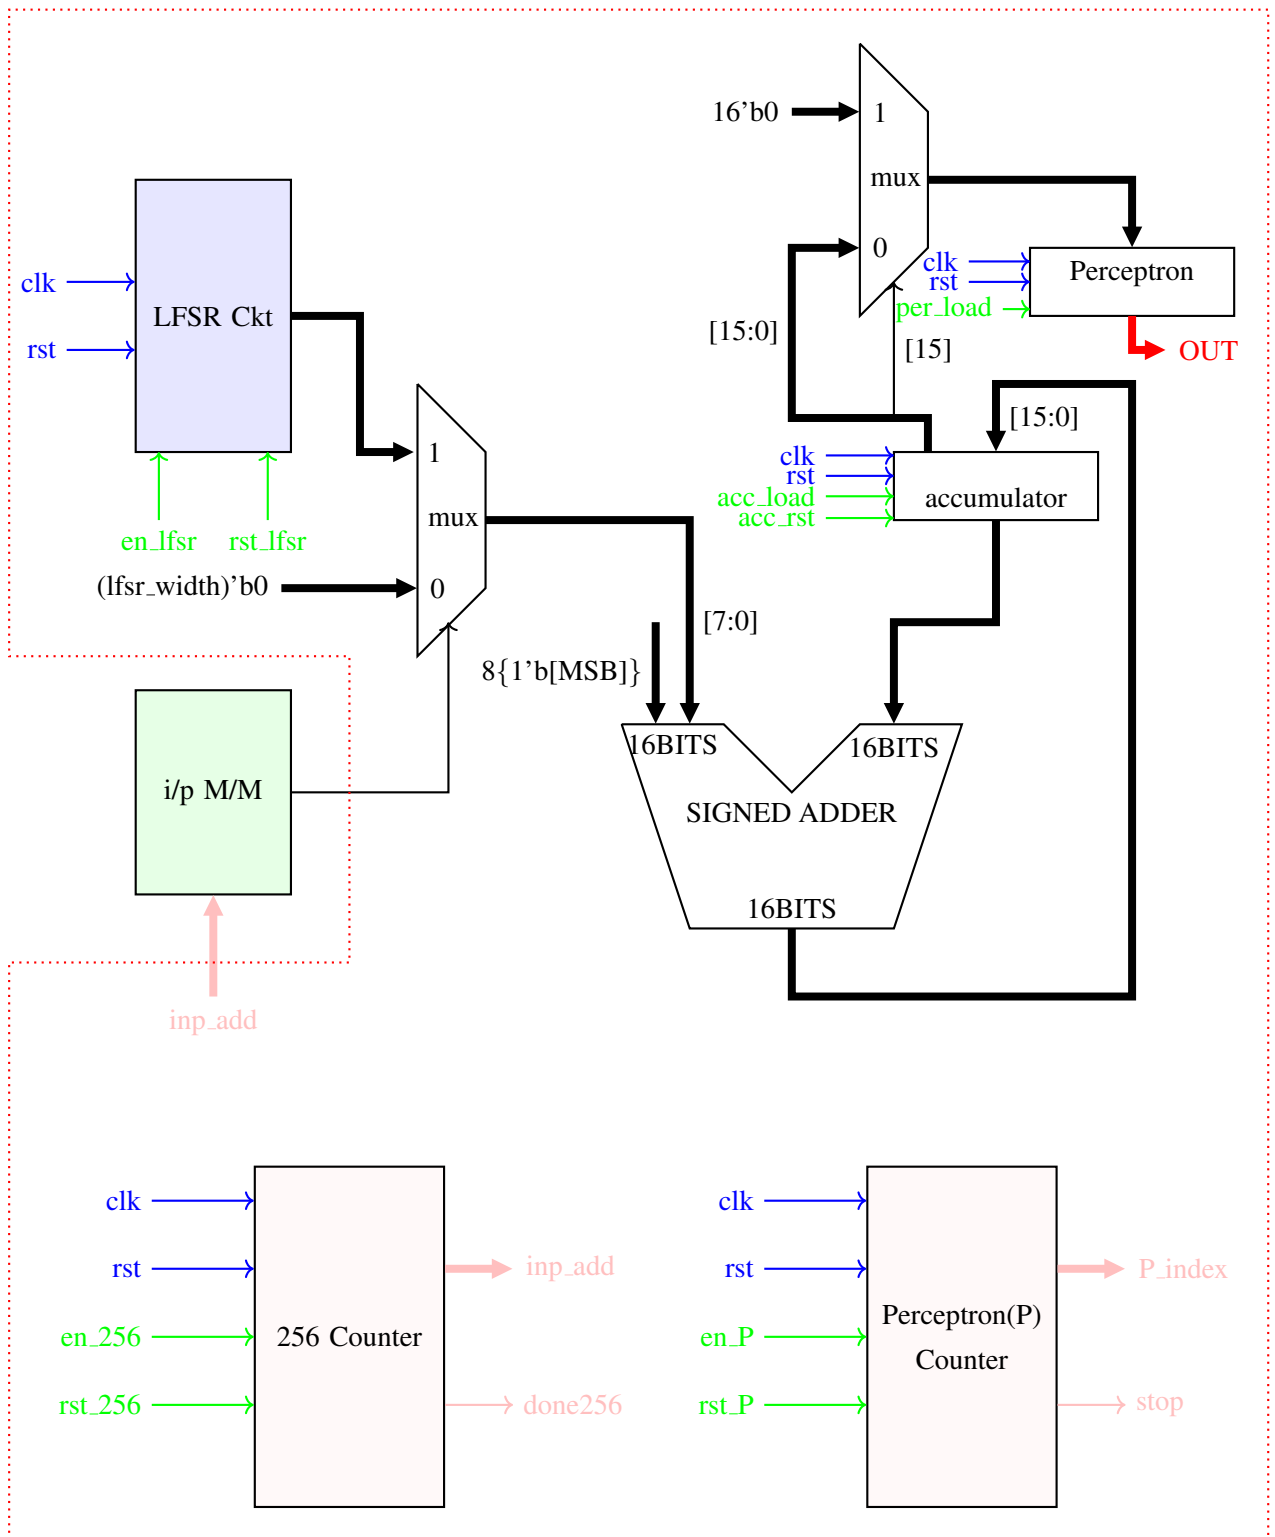 16'b0
1
mux
0
clk
rst
per_load
Perceptron
OUT
[15:0]
[15]
LFSR Ckt
clk
rst
en_lfsr
rst_lfsr
(lfsr_width)'b0
1
mux
0
[15:0]
clk
rst
acc_load
acc_rst
accumulator
[7:0]
8{1'b[MSB]}
16BITS
16BITS
SIGNED ADDER
16BITS
i/p M/M
inp_add
clk
rst
en_256
rst_256
256 Counter
inp_add
done256
clk
rst
en_P
rst_P
Perceptron(P)
Counter
P_index
stop